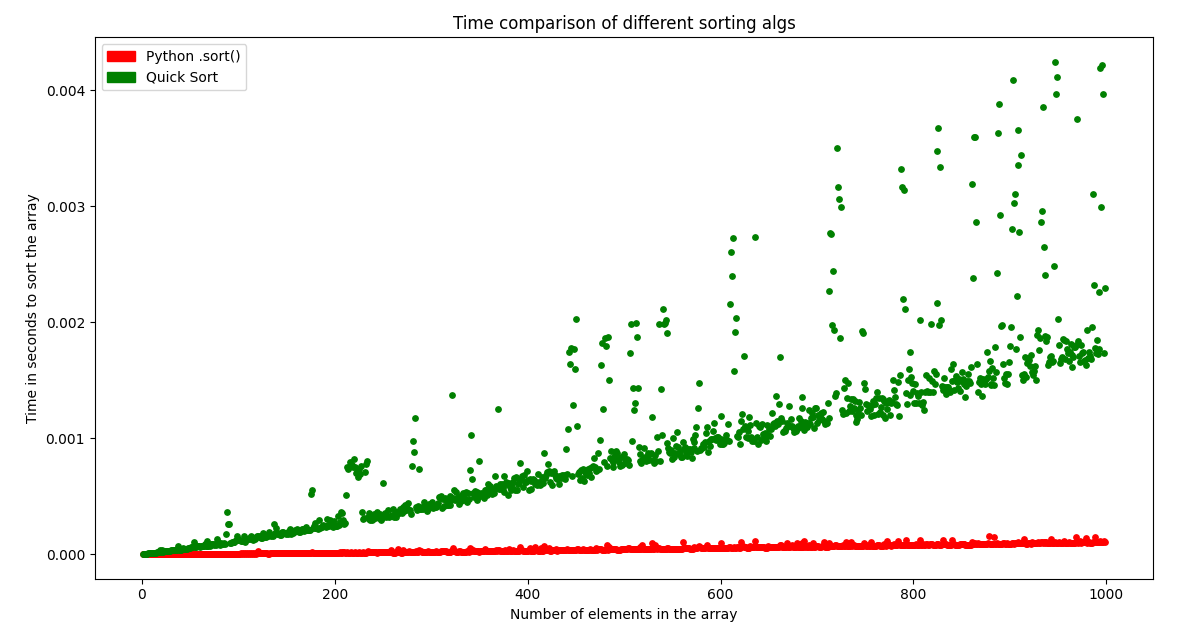 Time comparison of different sorting algs
Python .sort()
Quick Sort
0.004
0.003
0.002
0.001
0.000
Time in seconds to sort the array
0 200 400 600 800 1000
Number of elements in the array